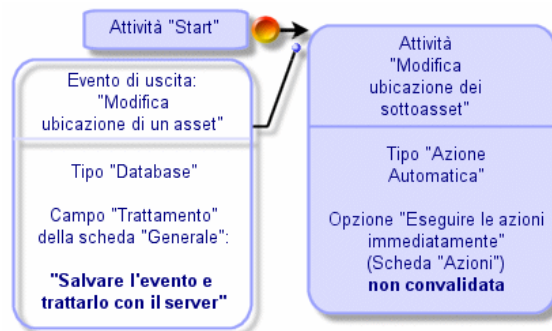 Attività "Start"
Evento di uscita:
"Modifica
ubicazione di un asset"
Tipo "Database"
Campo "Trattamento"
della scheda "Generale":
"Salvare l'evento e
trattarlo con il server"
Attività
"Modifica
ubicazione dei
sottoasset"
Tipo "Azione
Automatica"
Opzione "Eseguire le azioni
immediatamente"
(Scheda "Azioni")
non convalidata